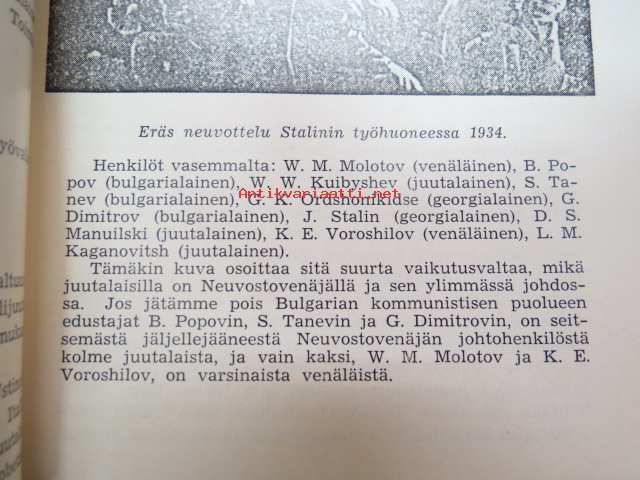 Eräs neuvottelu Stalinin työhuoneessa 1934.
Henkilöt vasemmalta: W. M. Molotov (venäläinen), B. Po-
pov (bulgarialainen), W. W. Kuibyshev (juutalainen), S. Ta-
nev (bulgarialainen), G. K. Ordshonikidse (georgialainen), G.
Dimitrov (bulgarialainen), J. Stalin (georgialainen), D. S.
Manuilski (juutalainen), K. E. Voroshilov (venäläinen), L. M.
Kaganovitsh (juutalainen).
Tämäkin kuva osoittaa sitä suurta vaikutusvaltaa, mikä
juutalaisilla on Neuvostovenäjällä ja sen ylimmässä johdos-
sa. Jos jätämme pois Bulgarian kommunistisen puolueen
edustajat B. Popovin, S. Tanevin ja G. Dimitrovin, on seit-
semästä jäljellejääneestä Neuvostovenäjän johtohenkilöstä
kolme juutalaista, ja vain kaksi, W. M. Molotov ja K. E.
Voroshilov, on varsinaista venäläistä.
Antikvariaatti.net